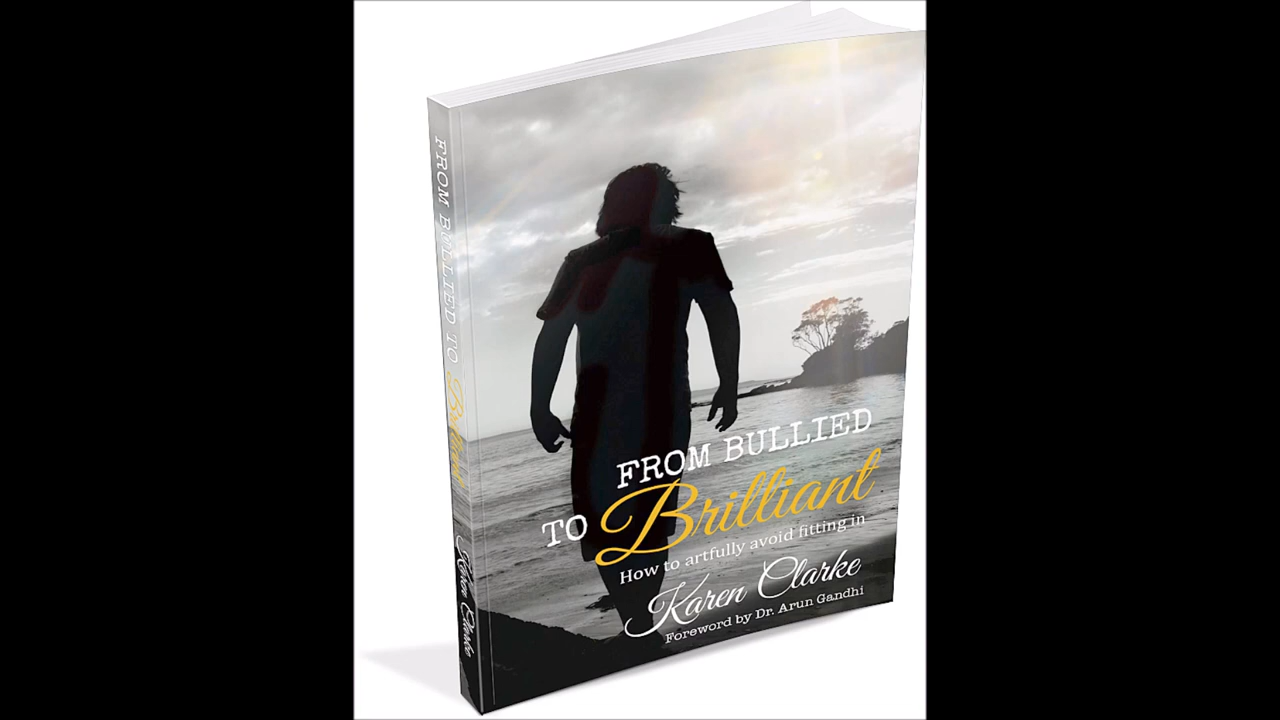 FROM BULLIED TO Brilliant Karen Clarke
FROM BULLIED
TO Brilliant
How to artfully avoid fitting in
Karen Clarke
Foreword by Dr. Arun Gandhi